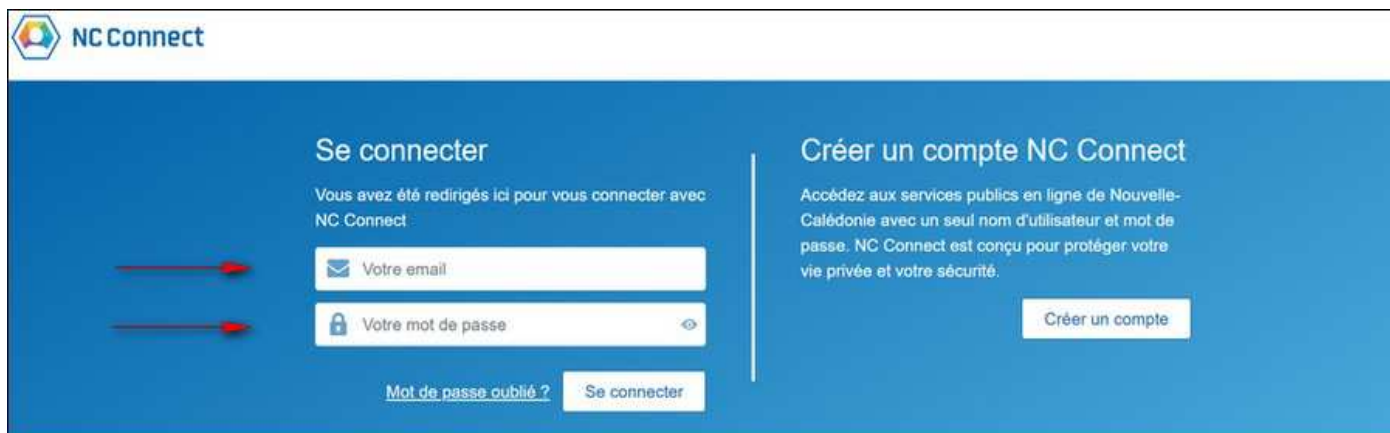 NC Connect
Se connecter
Vous avez été redirigés ici pour vous connecter avec
NC Connect
Votre email
Votre mot de passe
Mot de passe oublié ?
Se connecter
Créer un compte NC Connect
Accédez aux services publics en ligne de Nouvelle-
Calédonie avec un seul nom d'utilisateur et mot de
passe. NC Connect est conçu pour protéger votre
vie privée et votre sécurité.
Créer un compte